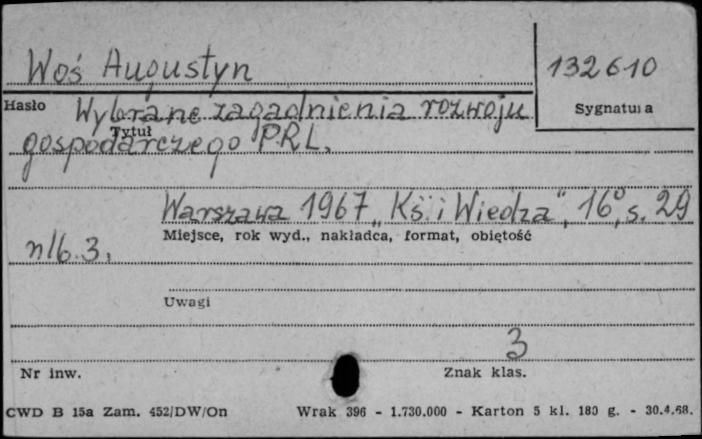 Woś Augustyn
132610
Hasło
Sygnatura
Wybrane zagadnienia rozwoju
Tytuł
gospodarczego PRL.
Warszawa 1967 „Kś. i Wiedza", 16°, s. 29
Miejsce, rok wyd., nakładca, format, objętość
nlb. 3.
Uwagi
3
Nr inw.
Znak klas.
CWD B 15a Zam. 452/DW/On Wrak 396 - 1.730.000 - Karton 5 kl. 180 g. - 30.4.68.